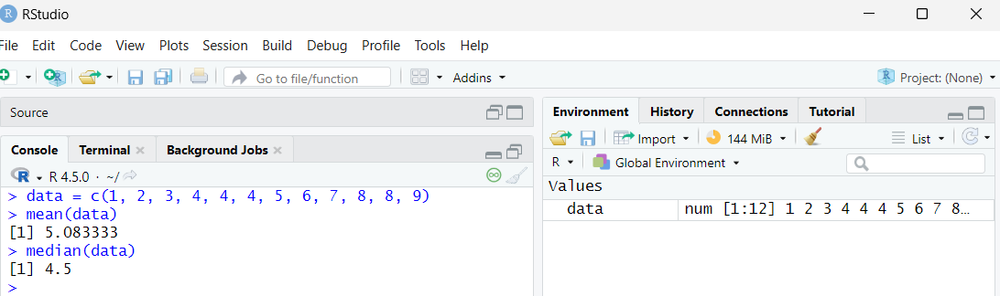 RStudio
File Edit Code View Plots Session Build Debug Profile Tools Help
Go to file/function Addins Project: (None)
Source
Console Terminal Background Jobs
R 4.5.0 · ~/
> data = c(1, 2, 3, 4, 4, 4, 5, 6, 7, 8, 8, 9)
> mean(data)
[1] 5.083333
> median(data)
[1] 4.5
>
Environment History Connections Tutorial
Import 144 MiB List
R Global Environment
Values
data num [1:12] 1 2 3 4 4 4 5 6 7 8…